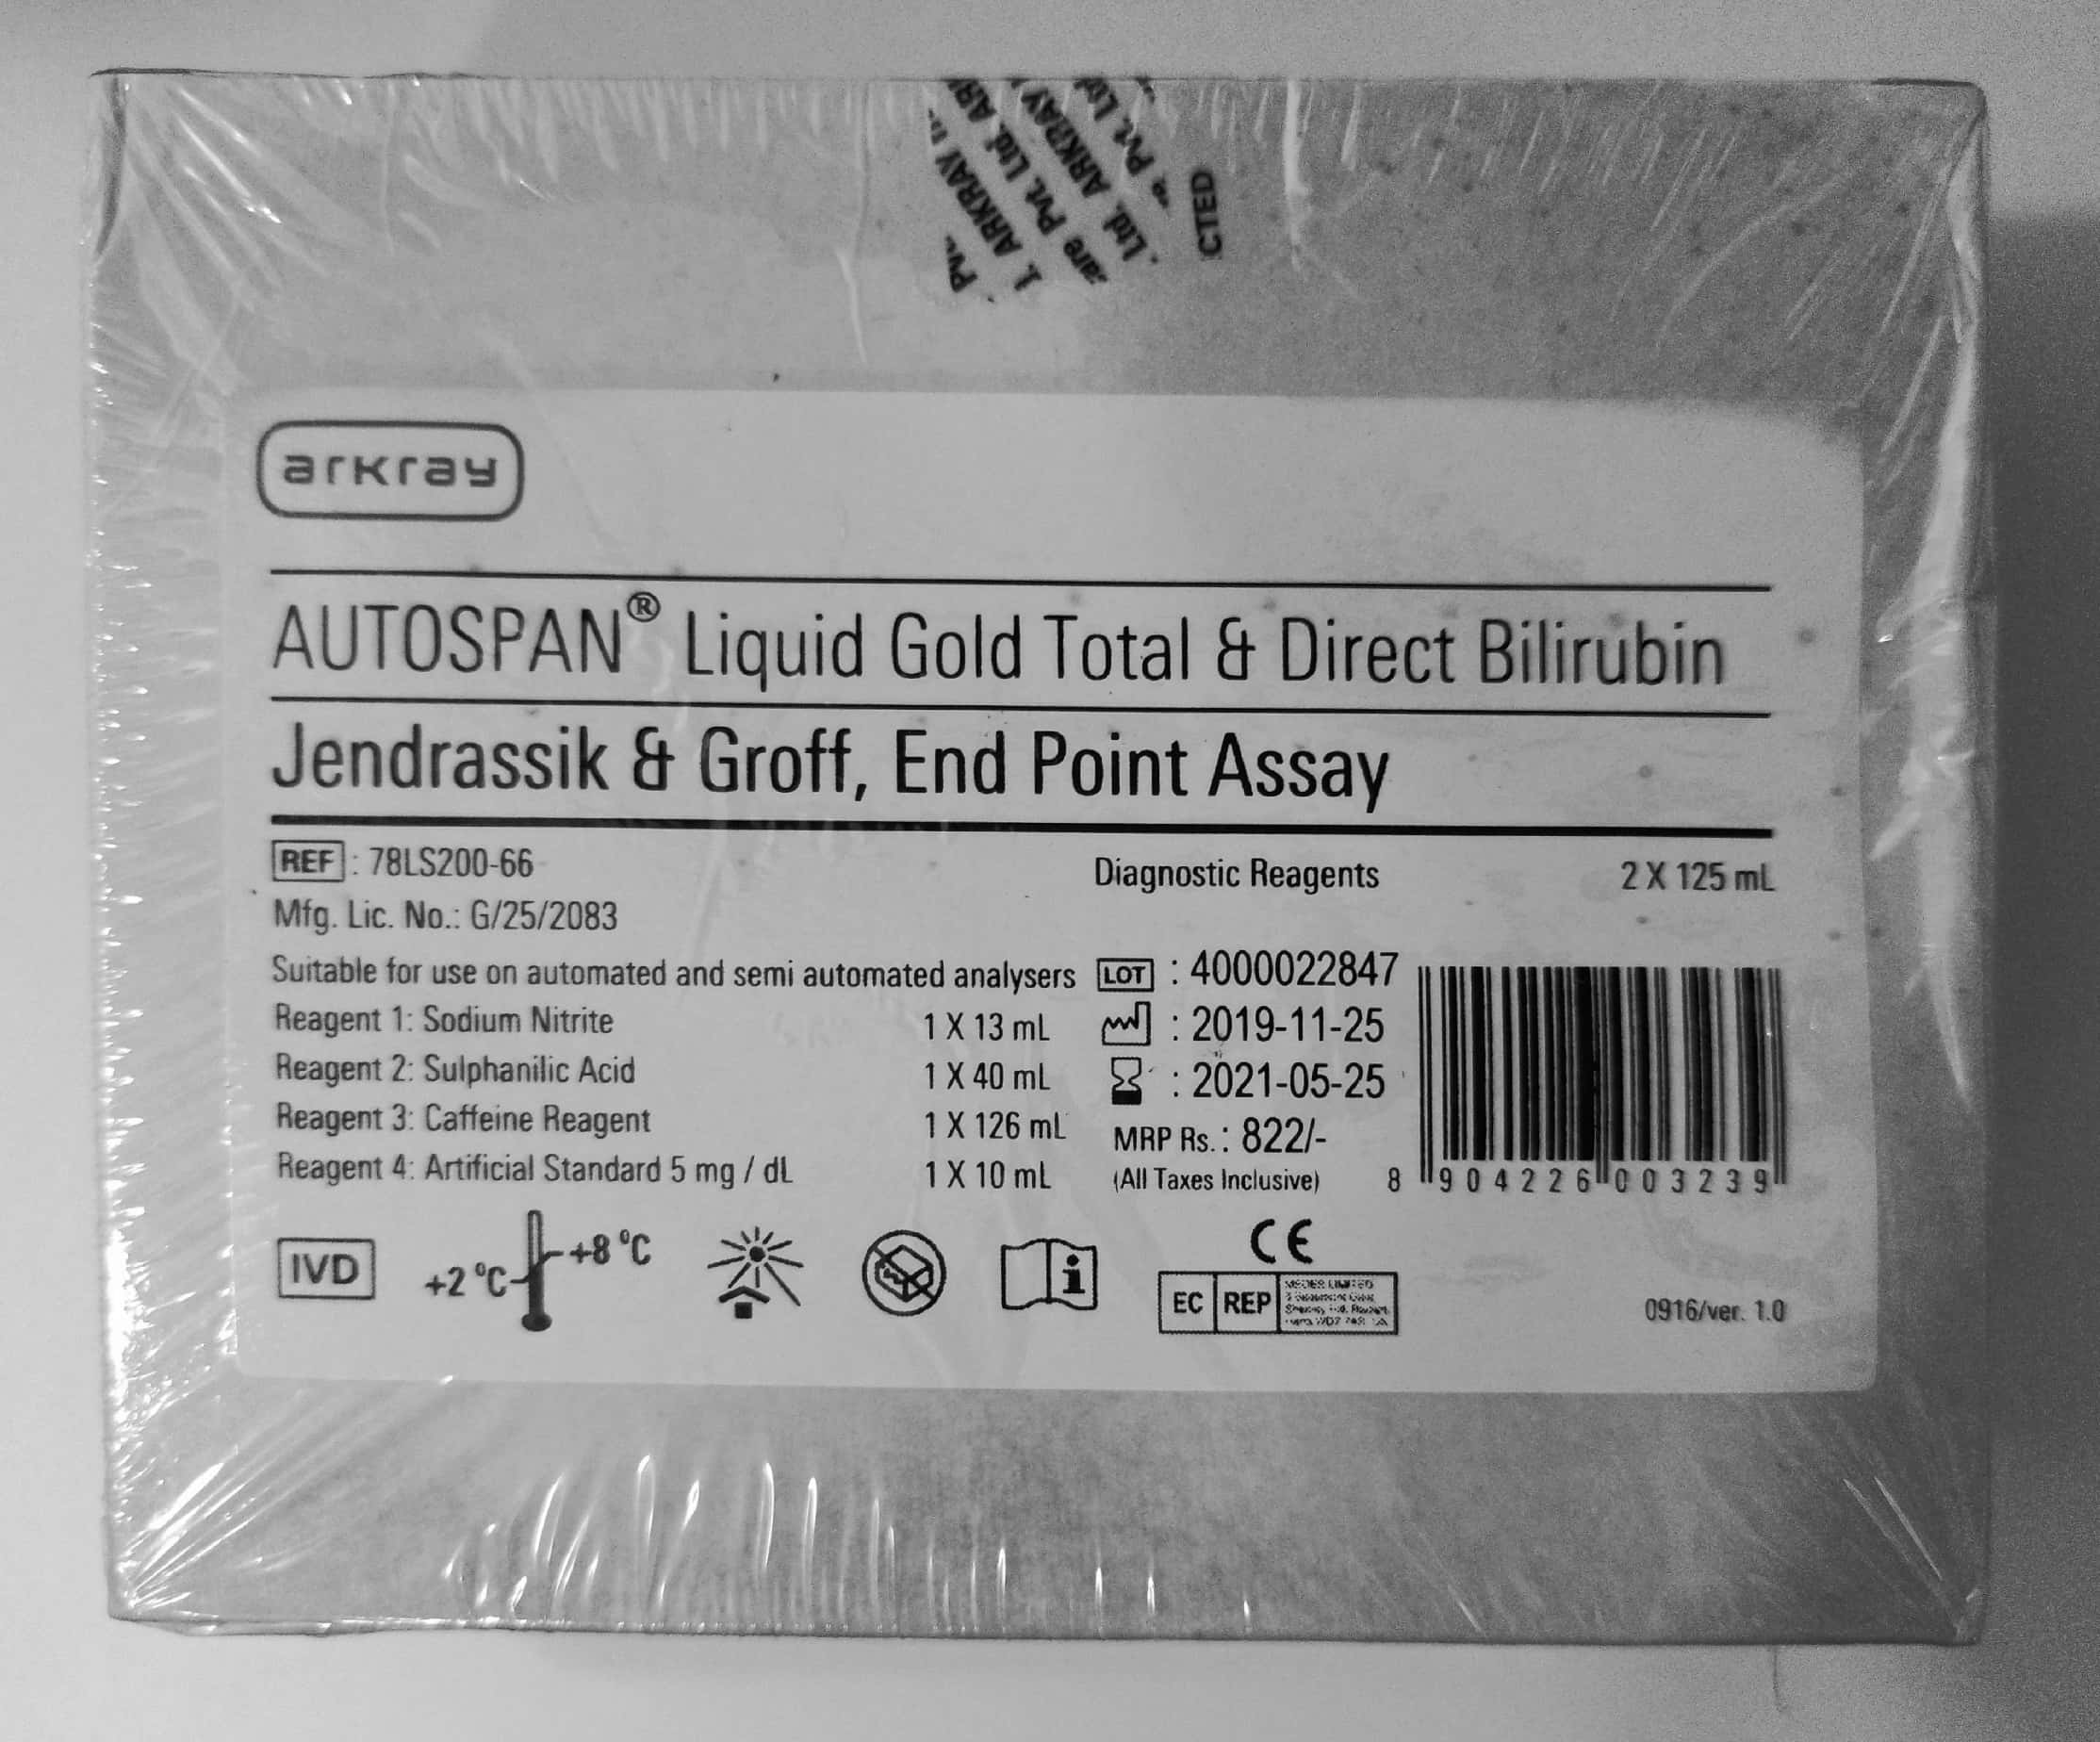 ARKRAY
Pvt. Ltd. ARKRAY
CTED
arkray
AUTOSPAN® Liquid Gold Total & Direct Bilirubin
Jendrassik & Groff, End Point Assay
REF : 78LS200-66
Diagnostic Reagents
2 X 125 mL
Mfg. Lic. No.: G/25/2083
Suitable for use on automated and semi automated analysers
Reagent 1: Sodium Nitrite 1 X 13 mL
Reagent 2: Sulphanilic Acid 1 X 40 mL
Reagent 3: Caffeine Reagent 1 X 126 mL
Reagent 4: Artificial Standard 5 mg / dL 1 X 10 mL
LOT : 4000022847
: 2019-11-25
: 2021-05-25
MRP Rs.: 822/-
(All Taxes Inclusive)
8 904226 003239
IVD
+2 °C +8 °C
i
CE
EC REP
0916/ver. 1.0